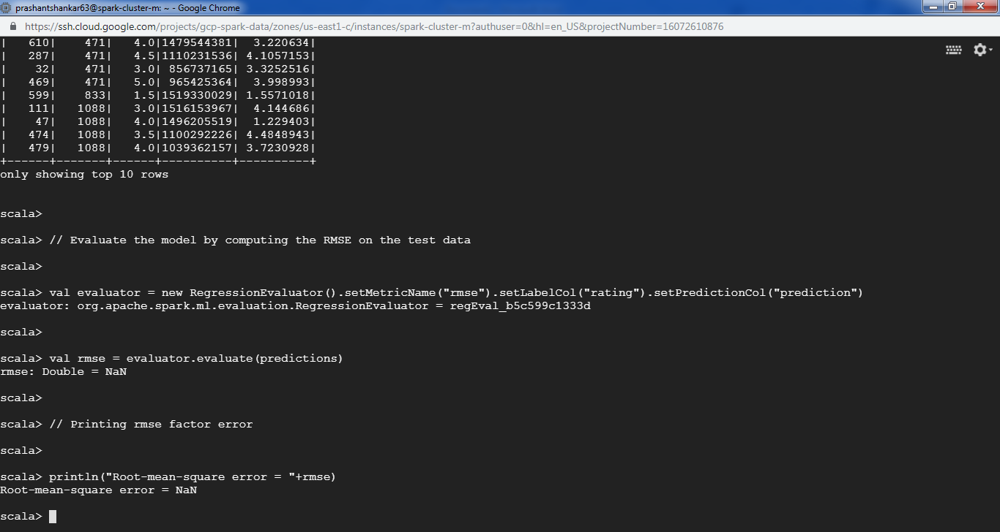 prashantshankar63@spark-cluster-m: ~ - Google Chrome
https://ssh.cloud.google.com/projects/gcp-spark-data/zones/us-east1-c/instances/spark-cluster-m?authuser=0&hl=en_US&projectNumber=16072610876
|   610|    471|   4.0|1479544381|  3.220634|
|   287|    471|   4.5|1110231536| 4.1057153|
|    32|    471|   3.0| 856737165| 3.3252516|
|   469|    471|   5.0| 965425364|  3.998993|
|   599|    833|   1.5|1519330029| 1.5571018|
|   111|   1088|   3.0|1516153967|  4.144686|
|    47|   1088|   4.0|1496205519|  1.229403|
|   474|   1088|   3.5|1100292226| 4.4848943|
|   479|   1088|   4.0|1039362157| 3.7230928|
+------+-------+------+----------+----------+
only showing top 10 rows
scala>
scala> // Evaluate the model by computing the RMSE on the test data
scala>
scala> val evaluator = new RegressionEvaluator().setMetricName("rmse").setLabelCol("rating").setPredictionCol("prediction")
evaluator: org.apache.spark.ml.evaluation.RegressionEvaluator = regEval_b5c599c1333d
scala>
scala> val rmse = evaluator.evaluate(predictions)
rmse: Double = NaN
scala>
scala> // Printing rmse factor error
scala>
scala> println("Root-mean-square error = "+rmse)
Root-mean-square error = NaN
scala>